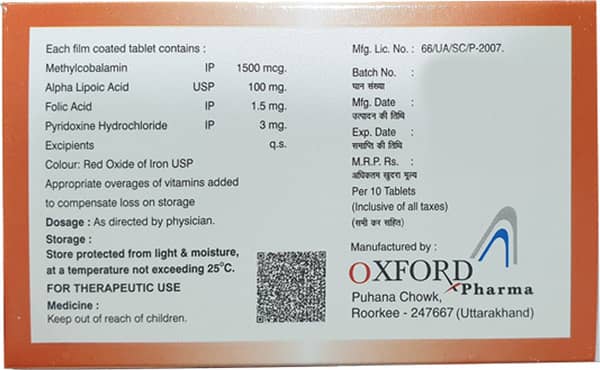 Each film coated tablet contains :
Methylcobalamin IP 1500 mcg.
Alpha Lipoic Acid USP 100 mg.
Folic Acid IP 1.5 mg.
Pyridoxine Hydrochloride IP 3 mg.
Excipients q.s.
Colour: Red Oxide of Iron USP
Appropriate overages of vitamins added
to compensate loss on storage
Dosage : As directed by physician.
Storage :
Store protected from light & moisture,
at a temperature not exceeding 25°C.
FOR THERAPEUTIC USE
Medicine :
Keep out of reach of children.
Mfg. Lic. No. : 66/UA/SC/P-2007.
Batch No. :
घान संख्या
Mfg. Date :
उत्पादन की तिथि
Exp. Date :
समाप्ति की तिथि
M.R.P. Rs. :
अधिकतम खुदरा मूल्य
Per 10 Tablets
(Inclusive of all taxes)
(सभी कर सहित)
Manufactured by :
OXFORD
Pharma
Puhana Chowk,
Roorkee - 247667 (Uttarakhand)